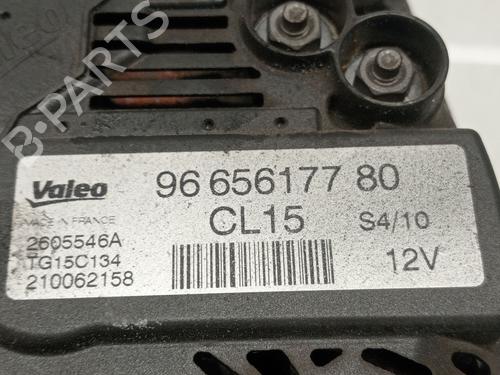 B-PARTS
Valeo
96 656177 80
MADE IN FRANCE
CL15
S4/10
2605546A
TG15C134
210062158
12V